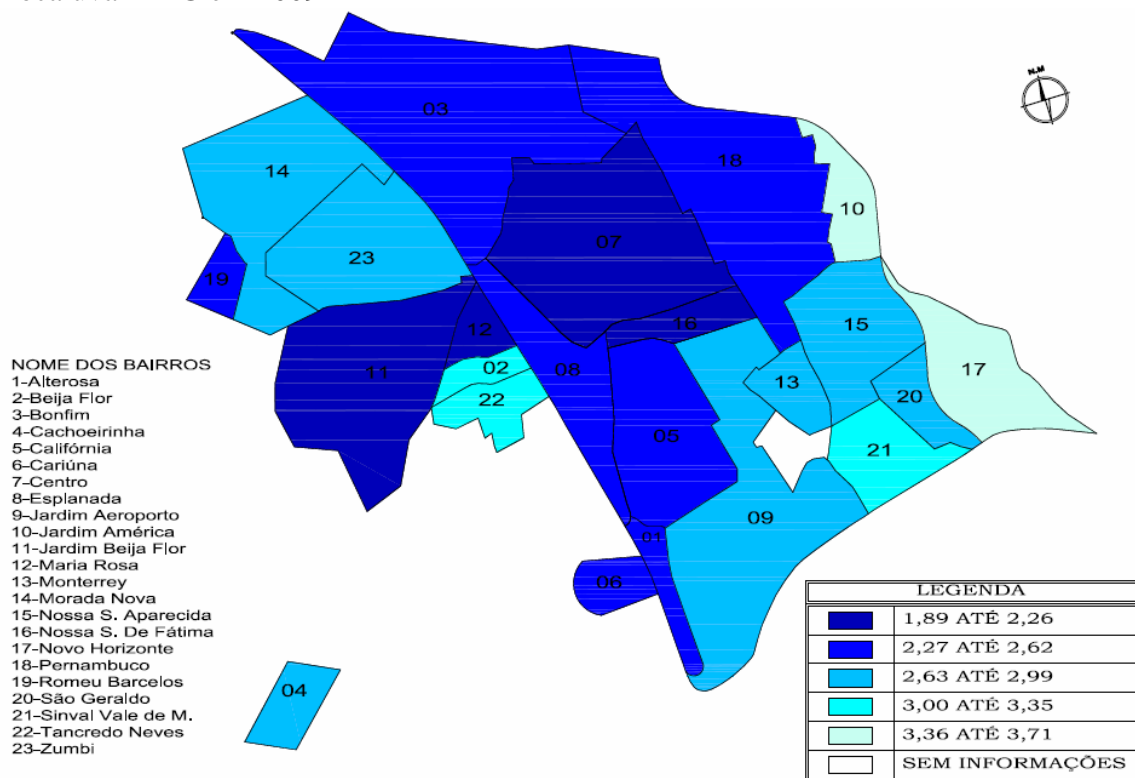 N.M
03
14
18
10
07
23
19
16
15
12
02
11
08
17
22
13
20
05
21
09
01
06
04
NOME DOS BAIRROS
1-Alterosa
2-Beija Flor
3-Bonfim
4-Cachoeirinha
5-Califórnia
6-Cariúna
7-Centro
8-Esplanada
9-Jardim Aeroporto
10-Jardim América
11-Jardim Beija Flor
12-Maria Rosa
13-Monterrey
14-Morada Nova
15-Nossa S. Aparecida
16-Nossa S. De Fátima
17-Novo Horizonte
18-Pernambuco
19-Romeu Barcelos
20-São Geraldo
21-Sinval Vale de M.
22-Tancredo Neves
23-Zumbi
LEGENDA
1,89 ATÉ 2,26
2,27 ATÉ 2,62
2,63 ATÉ 2,99
3,00 ATÉ 3,35
3,36 ATÉ 3,71
SEM INFORMAÇÕES